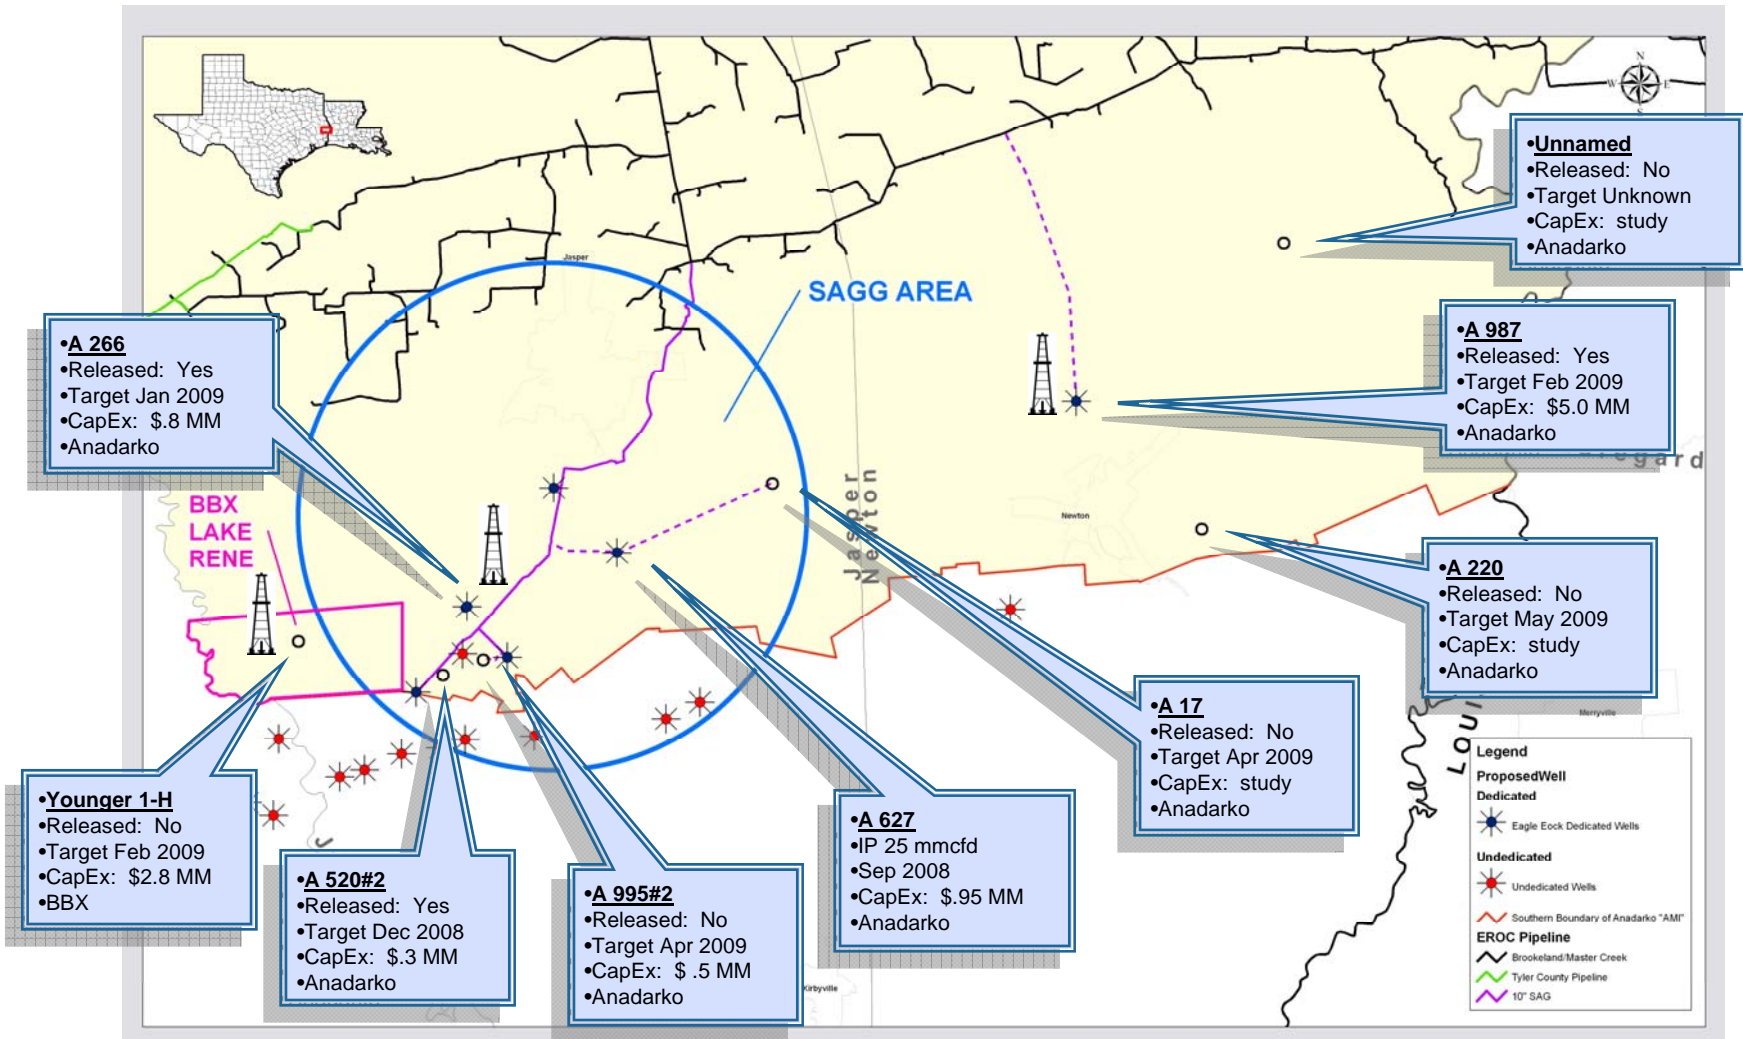 N
W
E
S
•Unnamed
•Released: No
•Target Unknown
•CapEx: study
•Anadarko
Jasper
SAGG AREA
•A 266
•Released: Yes
•Target Jan 2009
•CapEx: $.8 MM
•Anadarko
•A 987
•Released: Yes
•Target Feb 2009
•CapEx: $5.0 MM
•Anadarko
BBX
LAKE
RENE
Jasper
Newton
Newton
•A 220
•Released: No
•Target May 2009
•CapEx: study
•Anadarko
•A 17
•Released: No
•Target Apr 2009
•CapEx: study
•Anadarko
Merryville
LOUI
•Younger 1-H
•Released: No
•Target Feb 2009
•CapEx: $2.8 MM
•BBX
J
•A 520#2
•Released: Yes
•Target Dec 2008
•CapEx: $.3 MM
•Anadarko
•A 995#2
•Released: No
•Target Apr 2009
•CapEx: $ .5 MM
•Anadarko
•A 627
•IP 25 mmcfd
•Sep 2008
•CapEx: $.95 MM
•Anadarko
Kirbyville
Legend
ProposedWell
Dedicated
Eagle Eock Dedicated Wells
Undedicated
Undedicated Wells
Southern Boundary of Anadarko "AMI"
EROC Pipeline
Brookeland/Master Creek
Tyler County Pipeline
10" SAG